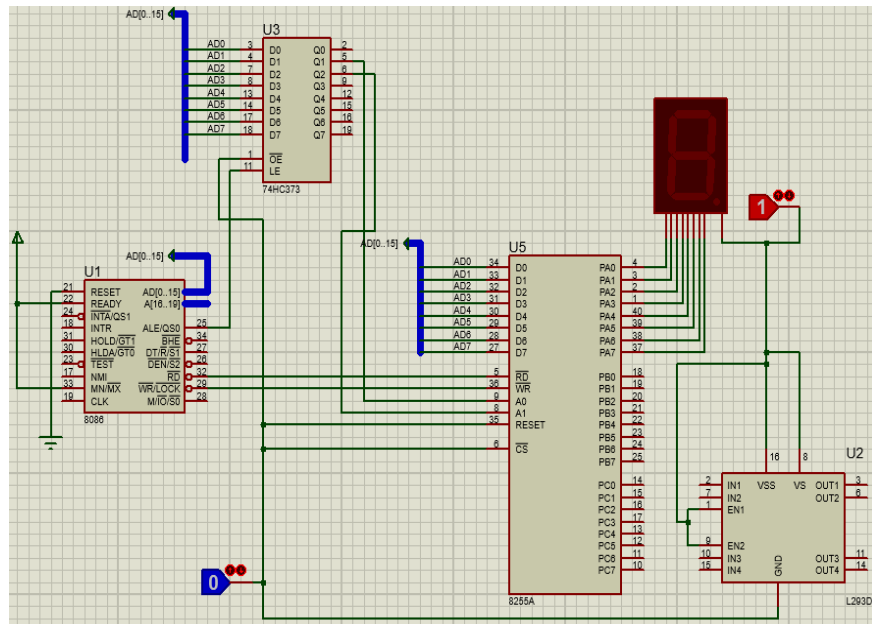 AD[0..15]
U3
AD0 3 D0 Q0 2
AD1 4 D1 Q1 5
AD2 7 D2 Q2 6
AD3 8 D3 Q3 9
AD4 13 D4 Q4 12
AD5 14 D5 Q5 15
AD6 17 D6 Q6 16
AD7 18 D7 Q7 19
1 OE
11 LE
74HC373
1
AD[0..15]
AD[0..15]
U1
21 RESET AD[0..15]
22 READY A[16..19]
24 INTA/QS1
18 INTR ALE/QS0 25
31 HOLD/GT1 BHE 34
30 HLDA/GT0 DT/R/S1 27
23 TEST DEN/S2 26
17 NMI RD 32
33 MN/MX WR/LOCK 29
19 CLK M/IO/S0 28
8086
U5
AD0 34 D0 PA0 4
AD1 33 D1 PA1 3
AD2 32 D2 PA2 2
AD3 31 D3 PA3 1
AD4 30 D4 PA4 40
AD5 29 D5 PA5 39
AD6 28 D6 PA6 38
AD7 27 D7 PA7 37
5 RD PB0 18
36 WR PB1 19
9 A0 PB2 20
8 A1 PB3 21
35 RESET PB4 22
PB5 23
6 CS PB6 24
PB7 25
PC0 14
PC1 15
PC2 16
PC3 17
PC4 13
PC5 12
PC6 11
PC7 10
8255A
0
U2
16 8
2 IN1 VSS VS OUT1 3
7 IN2 OUT2 6
1 EN1
9 EN2
10 IN3 OUT3 11
15 IN4 GND OUT4 14
L293D